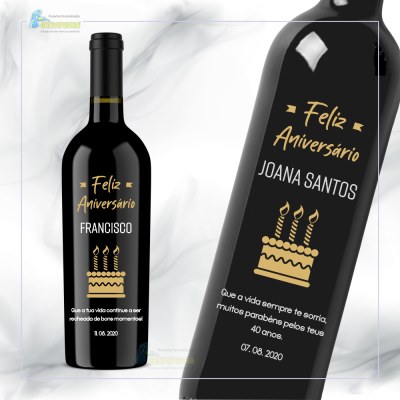 Feliz
Aniversário
FRANCISCO
Que a tua vida continue a ser
recheada de bons momentos!
11. 08. 2020
Feliz
Aniversário
JOANA SANTOS
Que a vida sempre te sorria,
muitos parabéns pelos teus
40 anos.
07. 08. 2020